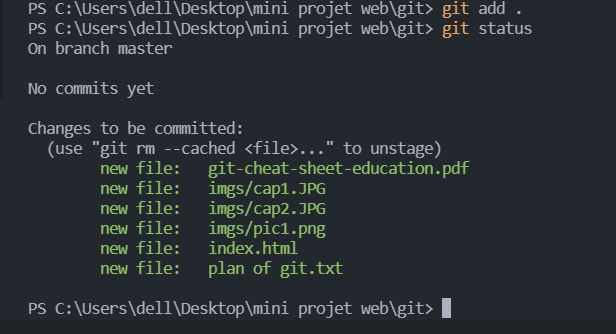 PS C:\Users\dell\Desktop\mini projet web\git> git add .
PS C:\Users\dell\Desktop\mini projet web\git> git status
On branch master
No commits yet
Changes to be committed:
(use "git rm --cached <file>..." to unstage)
new file: git-cheat-sheet-education.pdf
new file: imgs/cap1.JPG
new file: imgs/cap2.JPG
new file: imgs/pic1.png
new file: index.html
new file: plan of git.txt
PS C:\Users\dell\Desktop\mini projet web\git>